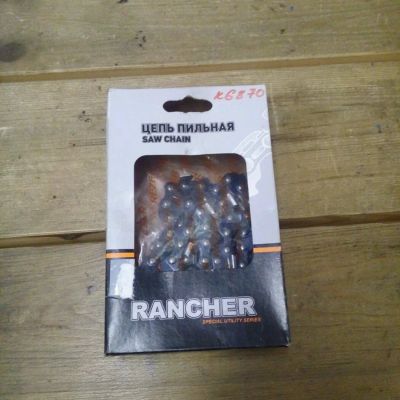 К6870
ЦЕПЬ ПИЛЬНАЯ
SAW CHAIN
RANCHER
SPECIAL UTILITY SERIES